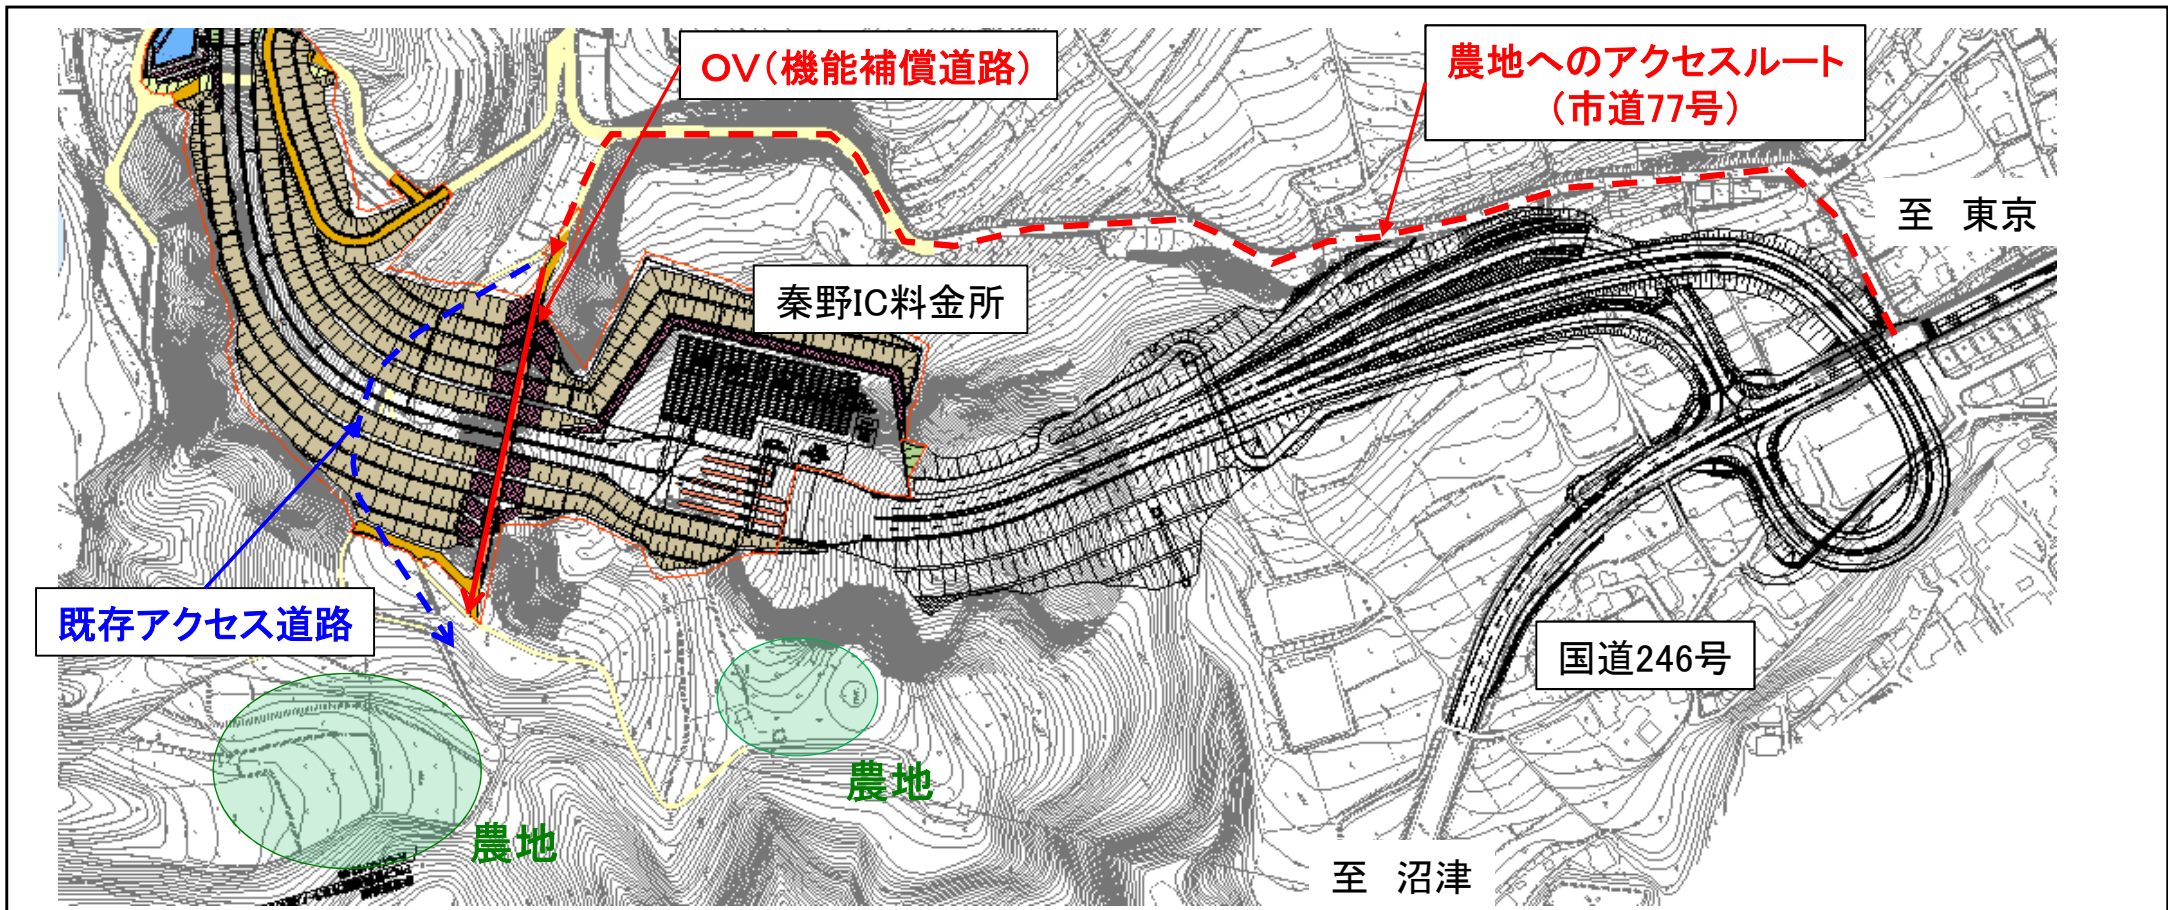 OV(機能補償道路)
農地へのアクセスルート
(市道77号)
至 東京
秦野IC料金所
既存アクセス道路
国道246号
農地
農地
至 沼津